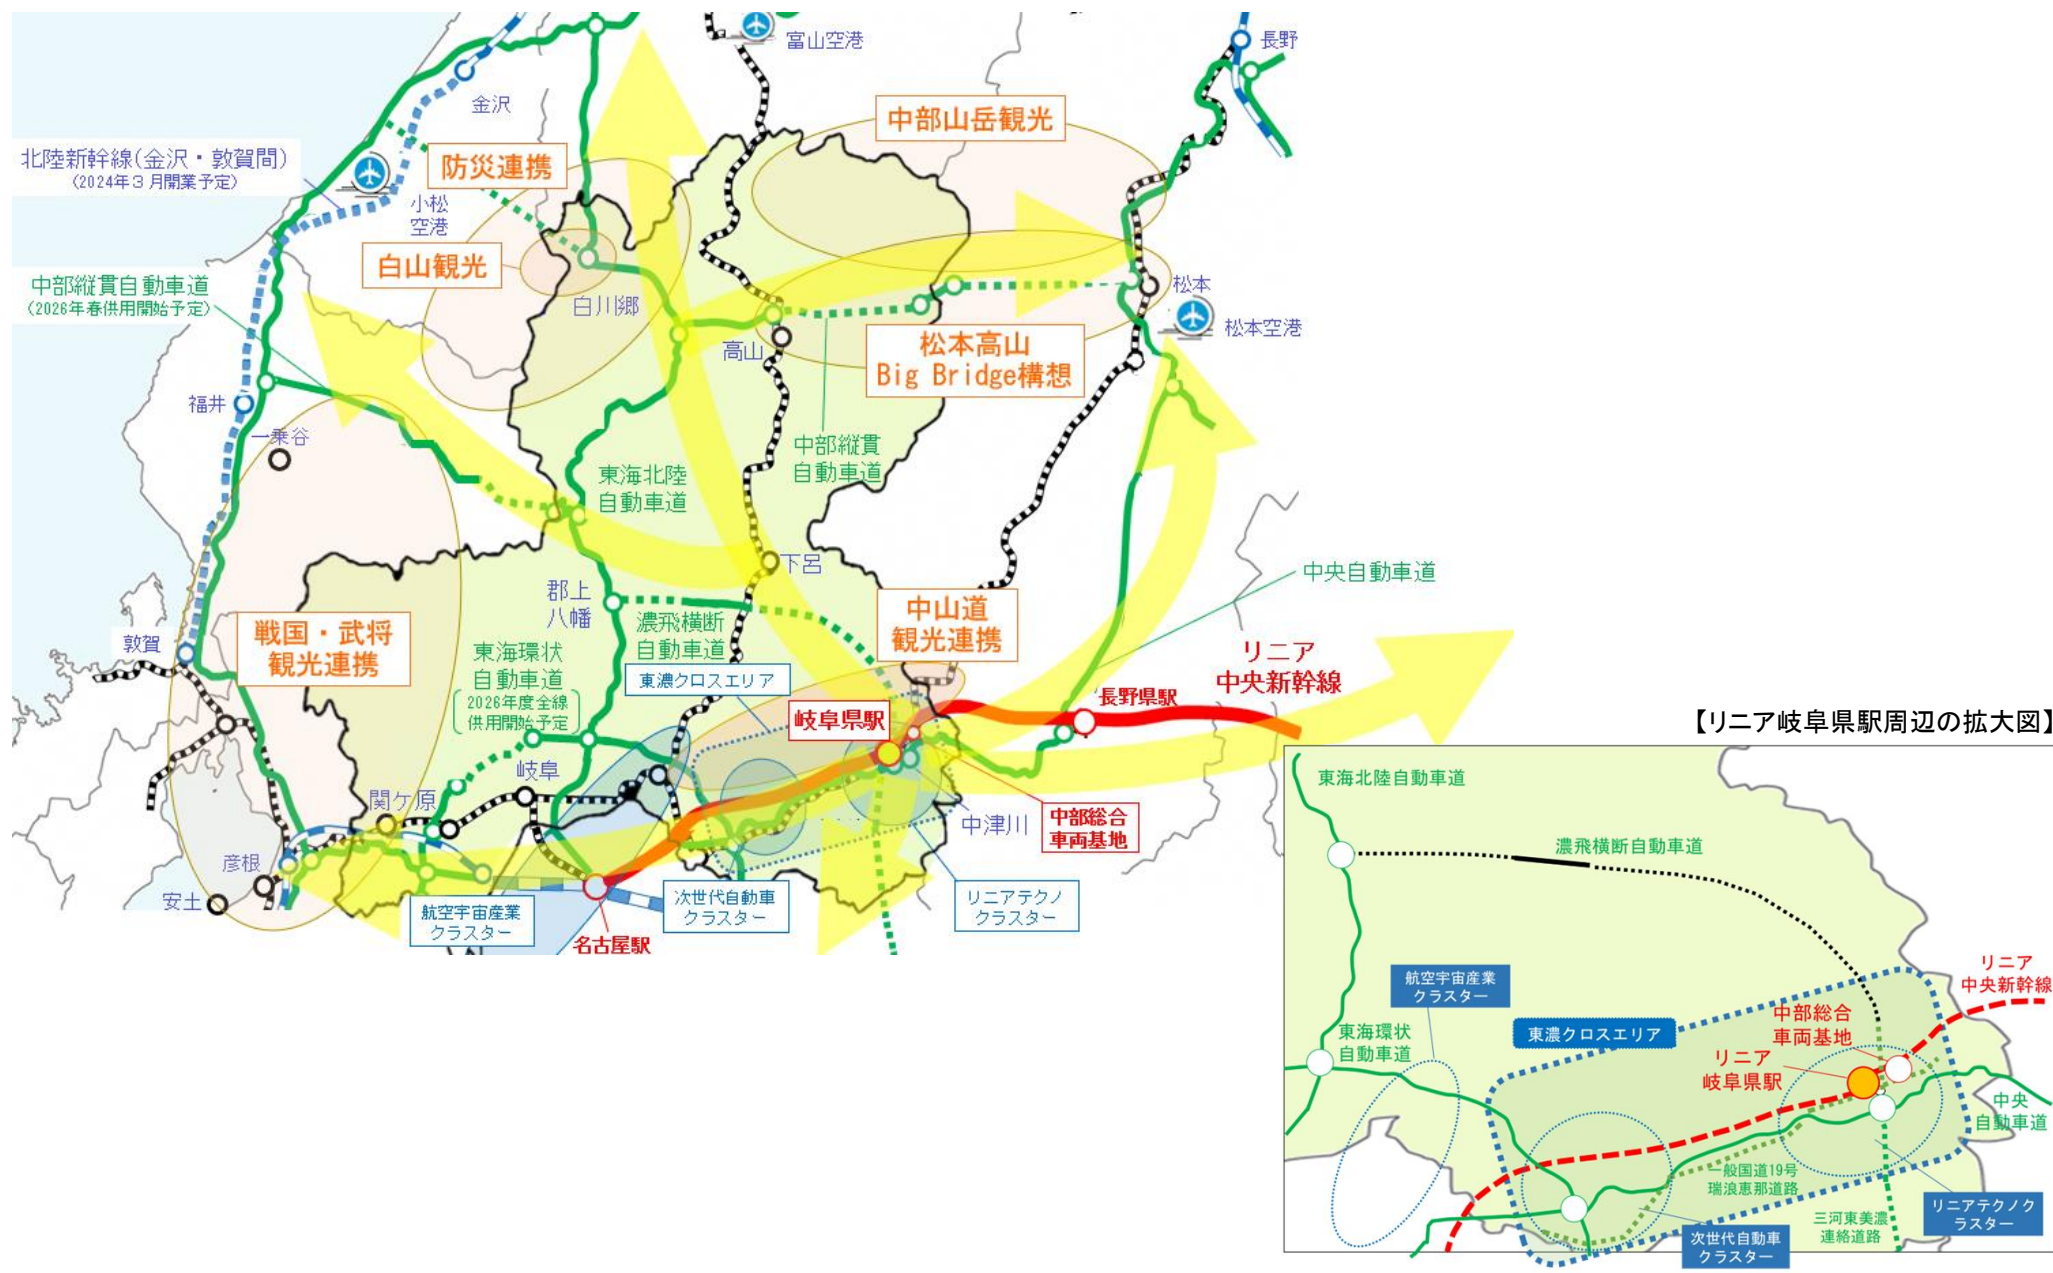 富山空港
長野
金沢
中部山岳観光
北陸新幹線(金沢・敦賀間)
(2024年3月開業予定)
防災連携
小松
空港
白山観光
中部縦貫自動車道
(2026年春供用開始予定)
白川郷
松本
松本空港
高山
松本高山
Big Bridge構想
福井
一乗谷
中部縦貫
自動車道
東海北陸
自動車道
下呂
中央自動車道
郡上
八幡
濃飛横断
自動車道
中山道
観光連携
戦国・武将
観光連携
敦賀
東海環状
自動車道
2026年度全線
供用開始予定
東濃クロスエリア
リニア
中央新幹線
長野県駅
岐阜県駅
岐阜
関ケ原
中津川
中部総合
車両基地
彦根
安土
航空宇宙産業
クラスター
次世代自動車
クラスター
リニアテクノ
クラスター
名古屋駅
【リニア岐阜県駅周辺の拡大図】
東海北陸自動車道
濃飛横断自動車道
航空宇宙産業
クラスター
リニア
中央新幹線
東海環状
自動車道
東濃クロスエリア
中部総合
車両基地
リニア
岐阜県駅
中央
自動車道
一般国道19号
瑞浪恵那道路
三河東美濃
連絡道路
リニアテクノク
ラスター
次世代自動車
クラスター